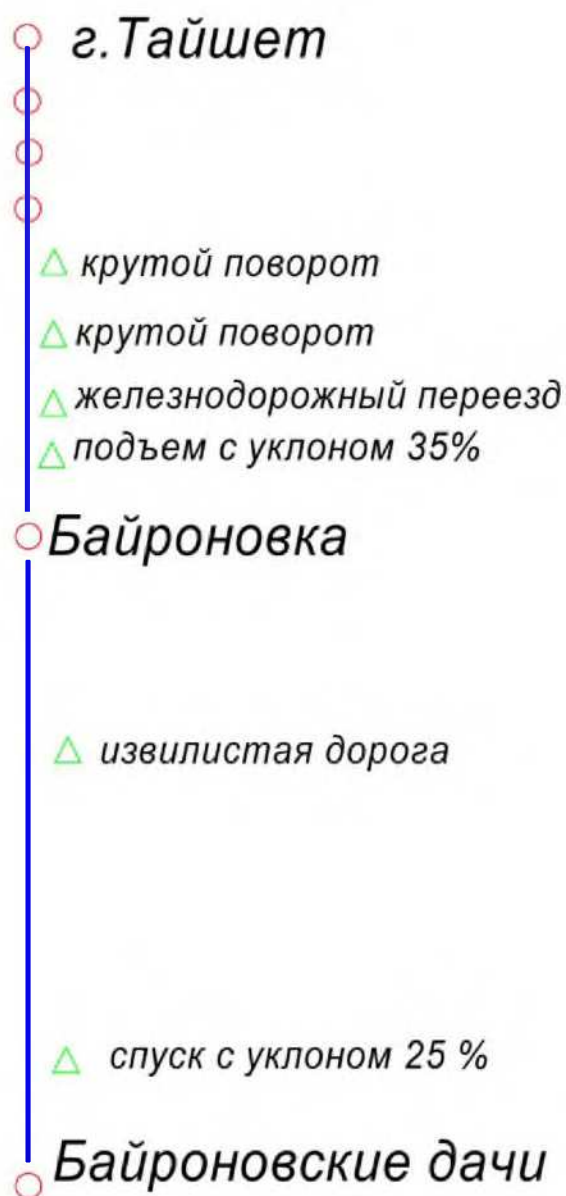 г.Тайшет
крутой поворот
крутой поворот
железнодорожный переезд
подъем с уклоном 35%
Байроновка
извилистая дорога
спуск с уклоном 25 %
Байроновские дачи